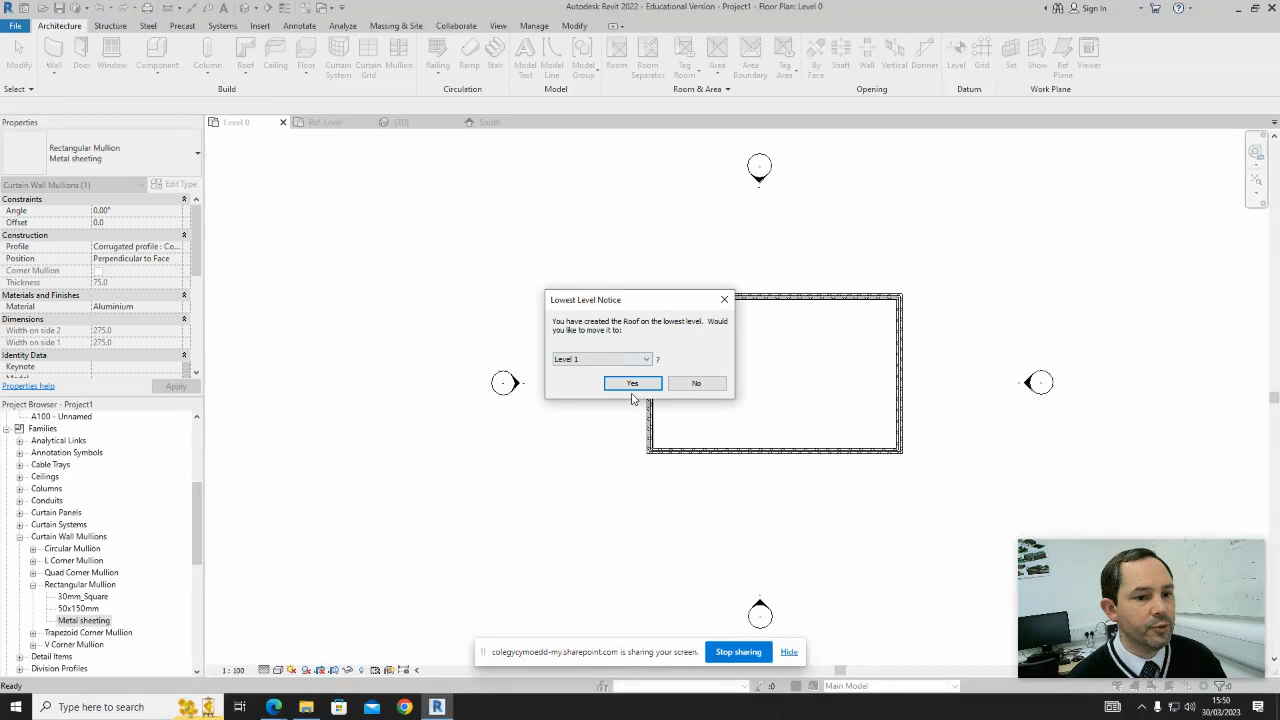 Autodesk Revit 2022 - Educational Version - Project1 - Floor Plan: Level 0
Sign In
File Architecture Structure Steel Precast Systems Insert Annotate Analyze Massing & Site Collaborate View Manage Add-Ins Modify
Modify Wall Door Window Component Column Roof Ceiling Floor Curtain System Curtain Grid Mullion Railing Ramp Stair Model Text Model Line Model Group Room Room Separator Tag Room Area Area Boundary Tag Area By Face Shaft Wall Vertical Dormer Level Grid Set Show Ref Plane Viewer
Select Build Circulation Model Room & Area Opening Datum Work Plane
Properties
Level 0 Ref. Level {3D} South
Rectangular Mullion
Metal sheeting
Curtain Wall Mullions (1) Edit Type
Constraints
Angle 0.00°
Offset 0.0
Construction
Profile Corrugated profile : Co...
Position Perpendicular to Face
Corner Mullion
Thickness 75.0
Materials and Finishes
Material Aluminium
Dimensions
Width on side 2 275.0
Width on side 1 275.0
Identity Data
Keynote
Properties help Apply
Project Browser - Project1
A100 - Unnamed
Families
Analytical Links
Annotation Symbols
Cable Trays
Ceilings
Columns
Conduits
Curtain Panels
Curtain Systems
Curtain Wall Mullions
Circular Mullion
L Corner Mullion
Quad Corner Mullion
Rectangular Mullion
30mm_Square
50x150mm
Metal sheeting
Trapezoid Corner Mullion
V Corner Mullion
Detail Items
Division Profiles
Lowest Level Notice
You have created the Roof on the lowest level. Would
you like to move it to:
Level 1 ?
Yes No
colegycymoedd-my.sharepoint.com is sharing your screen. Stop sharing Hide
1 : 100
Ready :0 Main Model :0
Type here to search
15:50
30/03/2023